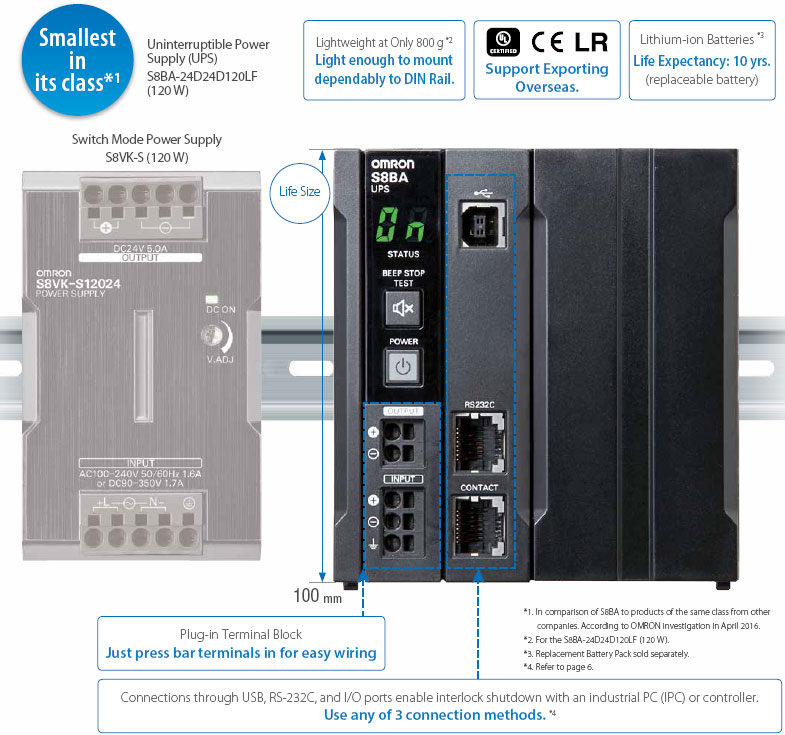 Smallest
in
its class*1
Uninterruptible Power
Supply (UPS)
S8BA-24D24D120LF
(120 W)
Lightweight at Only 800 g *2
Light enough to mount
dependably to DIN Rail.
UL
CERTIFIED
CE LR
Support Exporting
Overseas.
Lithium-ion Batteries *3
Life Expectancy: 10 yrs.
(replaceable battery)
Switch Mode Power Supply
S8VK-S (120 W)
DC24V 5.0A
OUTPUT
OMRON
S8VK-S12024
POWER SUPPLY
DC ON
V.ADJ
INPUT
AC100-240V 50/60Hz 1.6A
or DC90-350V 1.7A
+L N-
Life Size
OMRON
S8BA
UPS
0n
STATUS
BEEP STOP
TEST
POWER
OUTPUT
INPUT
RS232C
CONTACT
100 mm
*1. In comparison of S8BA to products of the same class from other
companies. According to OMRON investigation in April 2016.
*2. For the S8BA-24D24D120LF (120 W).
*3. Replacement Battery Pack sold separately.
*4. Refer to page 6.
Plug-in Terminal Block
Just press bar terminals in for easy wiring
Connections through USB, RS-232C, and I/O ports enable interlock shutdown with an industrial PC (IPC) or controller.
Use any of 3 connection methods. *4